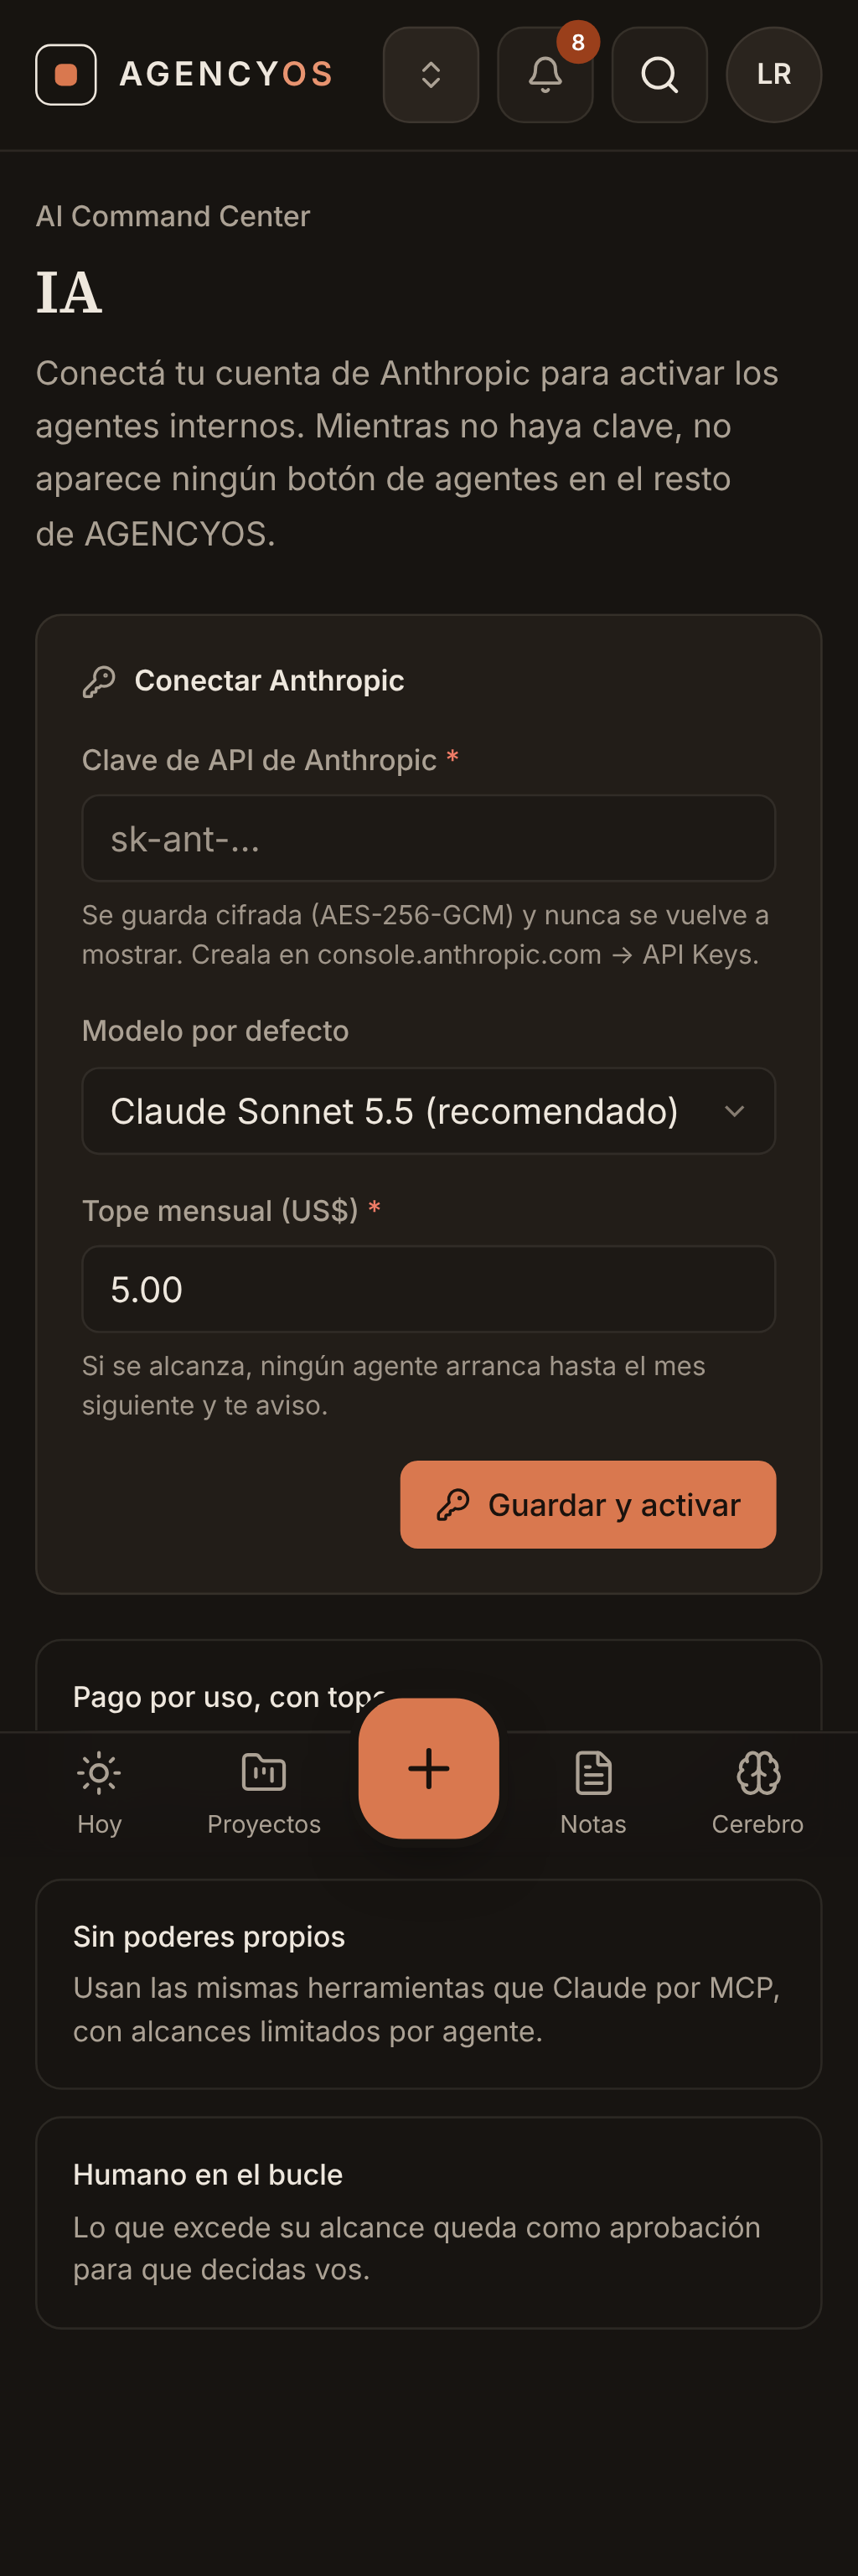 AGENCYOS
8
LR
AI Command Center
IA
Conectá tu cuenta de Anthropic para activar los
agentes internos. Mientras no haya clave, no
aparece ningún botón de agentes en el resto
de AGENCYOS.
Conectar Anthropic
Clave de API de Anthropic *
sk-ant-...
Se guarda cifrada (AES-256-GCM) y nunca se vuelve a
mostrar. Creala en console.anthropic.com → API Keys.
Modelo por defecto
Claude Sonnet 5.5 (recomendado)
Tope mensual (US$) *
5.00
Si se alcanza, ningún agente arranca hasta el mes
siguiente y te aviso.
Guardar y activar
Pago por uso, con tope
Hoy
Proyectos
Notas
Cerebro
Sin poderes propios
Usan las mismas herramientas que Claude por MCP,
con alcances limitados por agente.
Humano en el bucle
Lo que excede su alcance queda como aprobación
para que decidas vos.